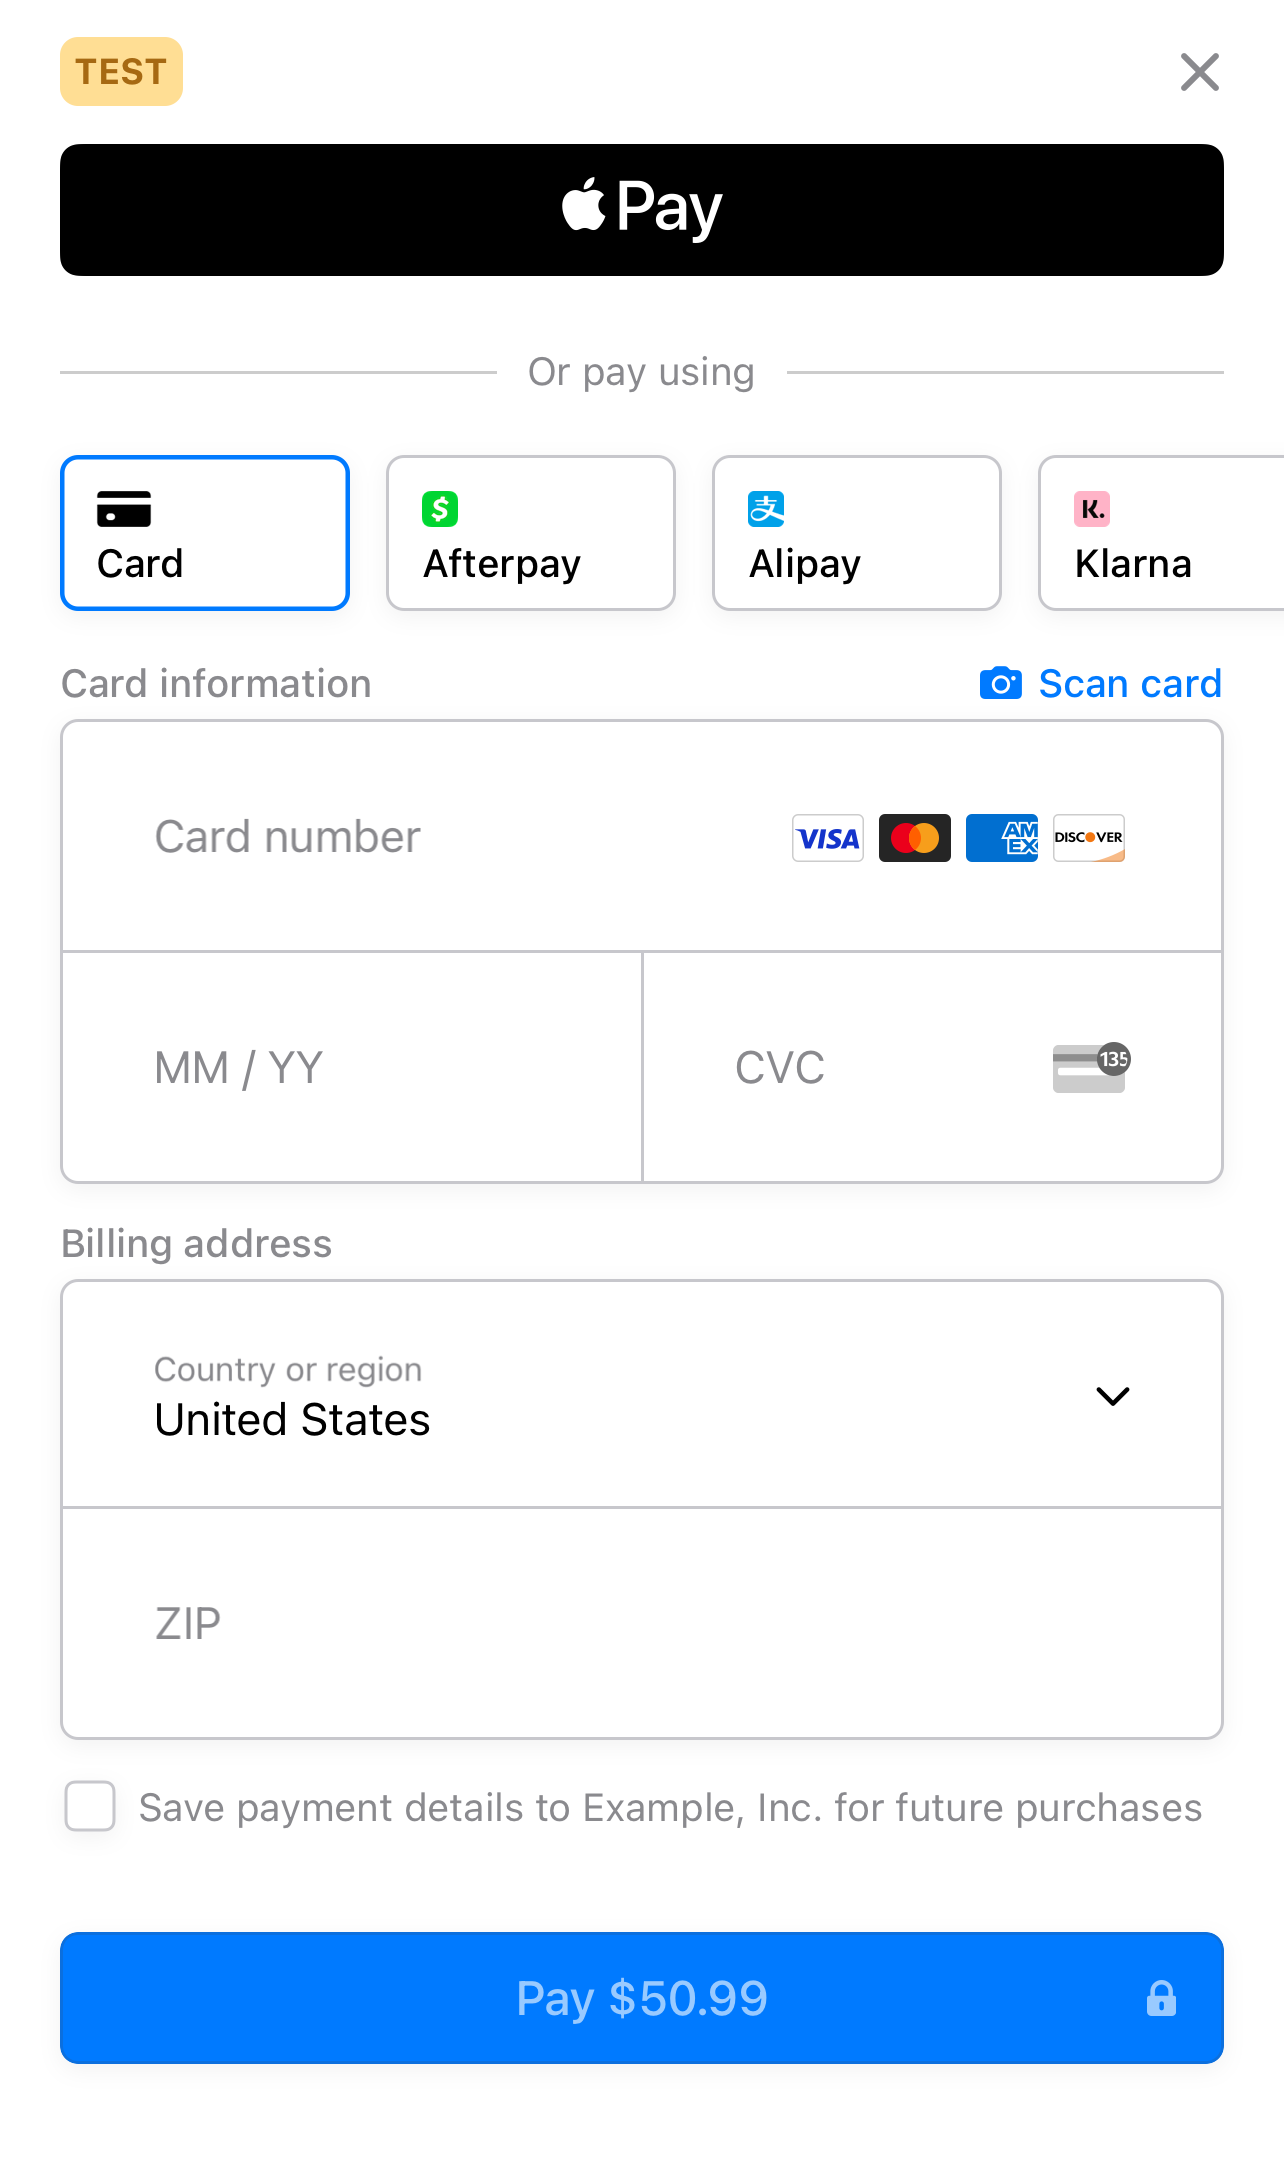 TEST
Pay
Or pay using
Card
$
Afterpay
支
Alipay
K.
Klarna
Card information
Scan card
Card number
VISA
AM
EX
DISCOVER
MM / YY
CVC
135
Billing address
Country or region
United States
ZIP
Save payment details to Example, Inc. for future purchases
Pay $50.99